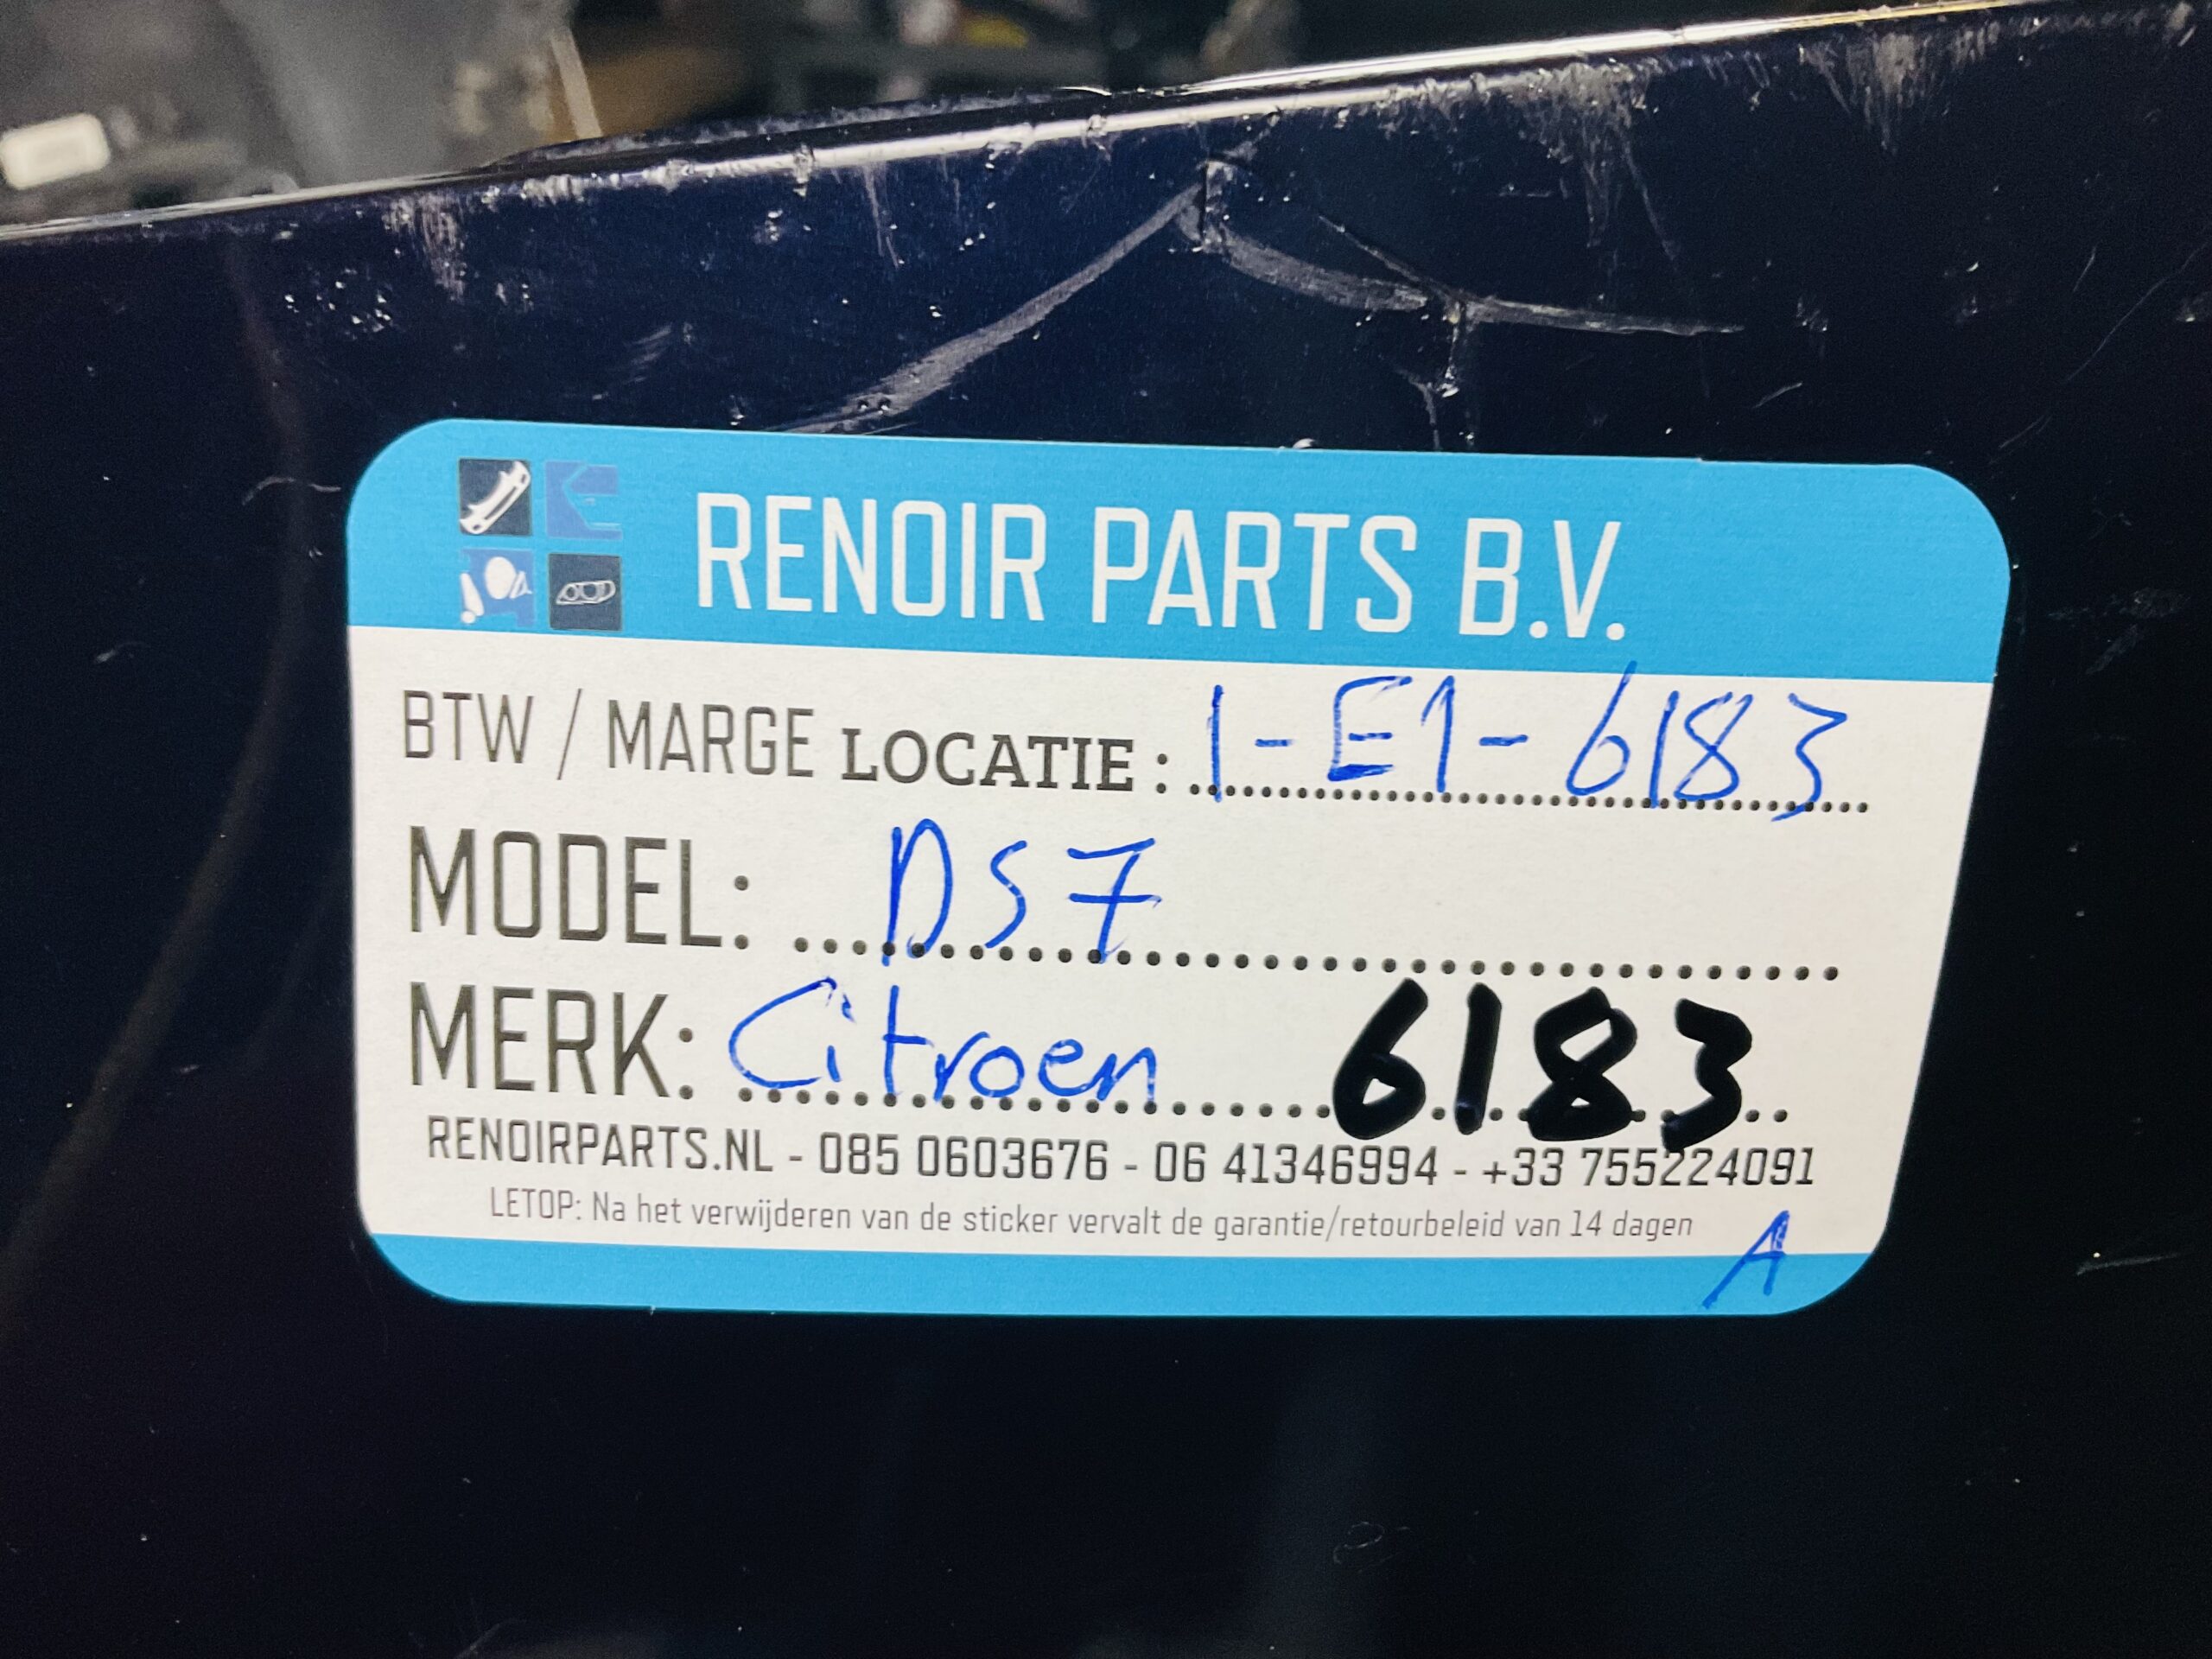 RENOIR PARTS B.V.
BTW / MARGE LOCATIE : 1-E1-6183
MODEL: DS7
MERK: Citroen 6183
RENOIRPARTS.NL - 085 0603676 - 06 41346994 - +33 755224091
LETOP: Na het verwijderen van de sticker vervalt de garantie/retourbeleid van 14 dagen
A